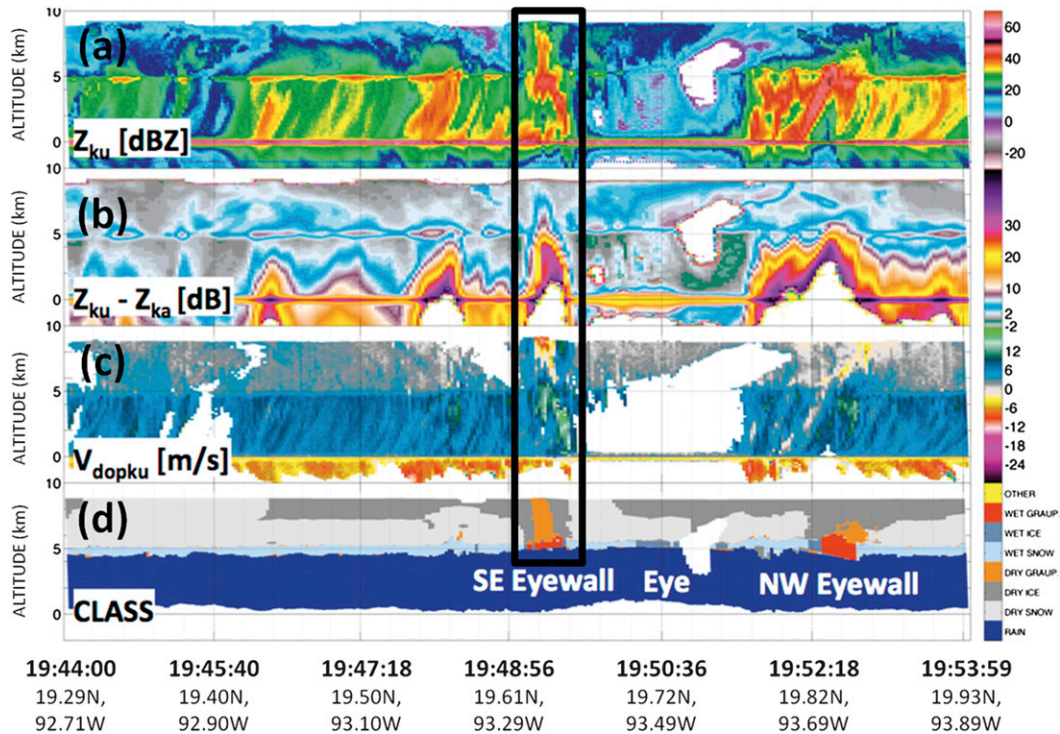 10
5
0
10
ALTITUDE (km)
(a)
Zku [dBZ]
60
40
20
0
-20
5
0
10
ALTITUDE (km)
(b)
Zku - Zka [dB]
30
20
10
2
-2
5
0
10
ALTITUDE (km)
(c)
Vdopku [m/s]
12
6
0
-6
-12
-18
-24
5
0
ALTITUDE (km)
(d)
CLASS
SE Eyewall
Eye
NW Eyewall
OTHER
WET GRAUP.
WET ICE
WET SNOW
DRY GRAUP.
DRY ICE
DRY SNOW
RAIN
19:44:00 19:45:40 19:47:18 19:48:56 19:50:36 19:52:18 19:53:59
19.29N, 19.40N, 19.50N, 19.61N, 19.72N, 19.82N, 19.93N,
92.71W 92.90W 93.10W 93.29W 93.49W 93.69W 93.89W